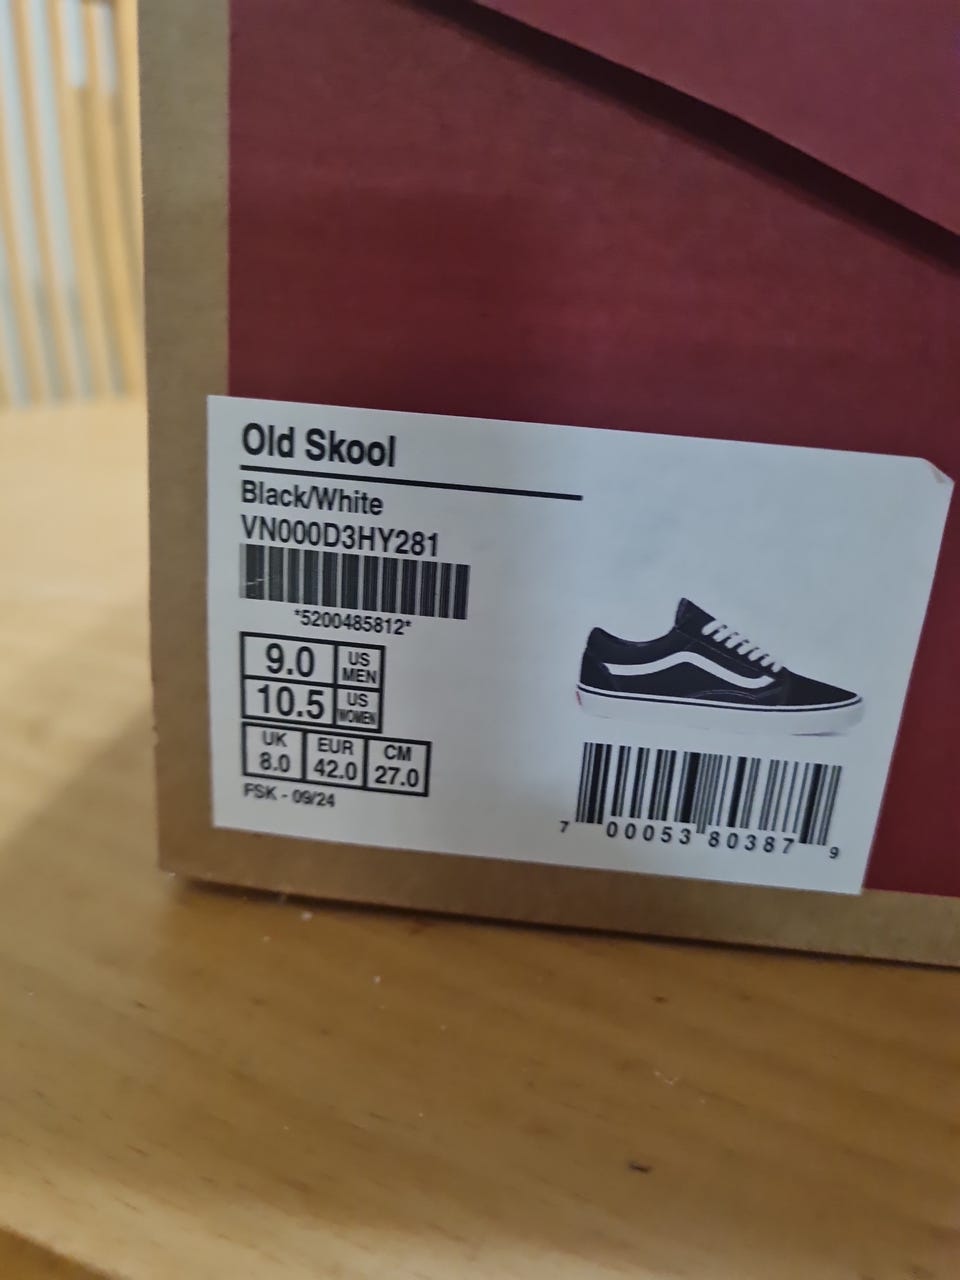 Old Skool
Black/White
VN000D3HY281
*5200485812*
9.0 US MEN
10.5 US WOMEN
UK EUR CM
8.0 42.0 27.0
FSK - 09/24
7 00053 80387 9